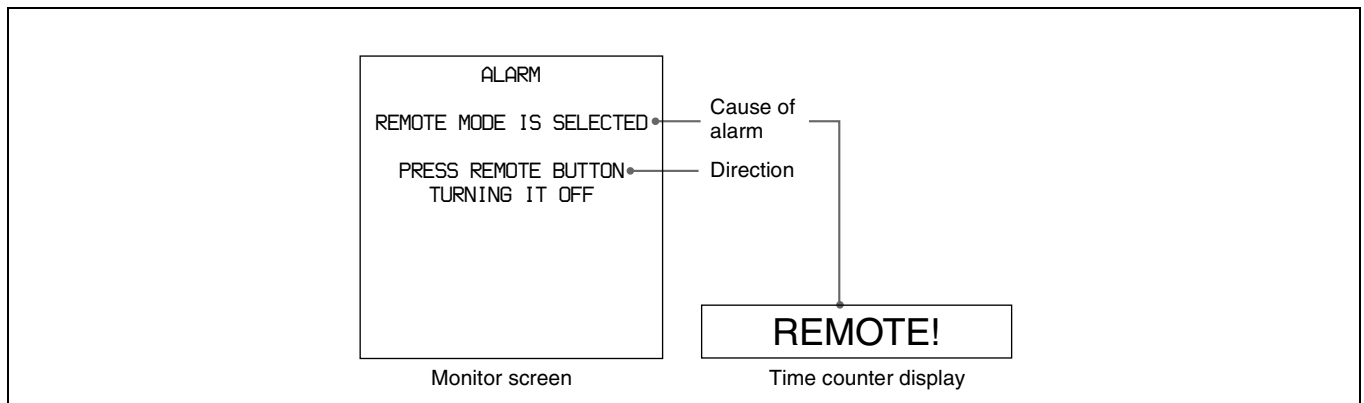 ALARM
REMOTE MODE IS SELECTED
PRESS REMOTE BUTTON
TURNING IT OFF
Cause of
alarm
Direction
REMOTE!
Monitor screen
Time counter display